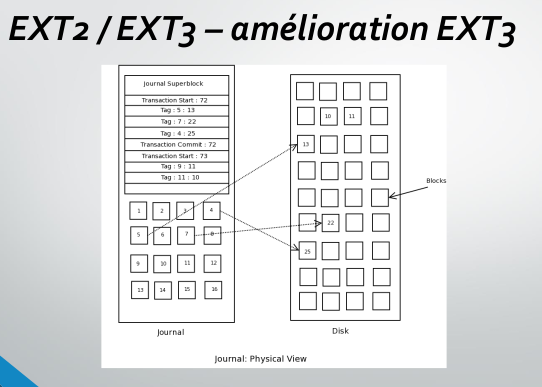 EXT2 / EXT3 – amélioration EXT3
Journal Superblock
Transaction Start : 72
Tag : 5 : 13
Tag : 7 : 22
Tag : 4 : 25
Transaction Commit : 72
Transaction Start : 73
Tag : 9 : 11
Tag : 11 : 10
1 2 3 4
5 6 7 8
9 10 11 12
13 14 15 16
Journal
10 11
13
Blocks
22
25
Disk
Journal: Physical View